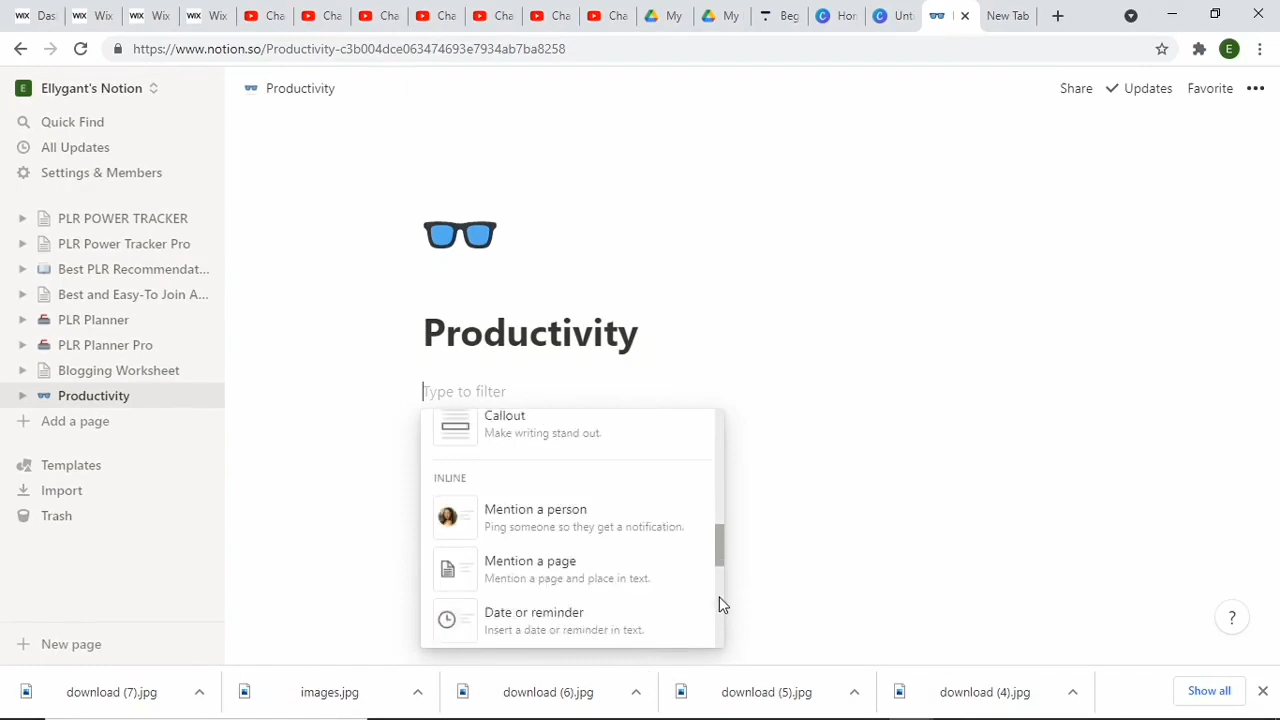 Das
Wix
Wix
Wix
Cha
Cha
Cha
Cha
Cha
Cha
Cha
My
My
Beg
Hor
Unt
New Tab
https://www.notion.so/Productivity-c3b004dce063474693e7934ab7ba8258
E
E
Ellygant's Notion
Productivity
Share
Updates
Favorite
Quick Find
All Updates
Settings & Members
PLR POWER TRACKER
PLR Power Tracker Pro
Best PLR Recommendat...
Best and Easy-To Join A...
PLR Planner
PLR Planner Pro
Blogging Worksheet
Productivity
Add a page
Templates
Import
Trash
New page
Productivity
Type to filter
Callout
Make writing stand out.
INLINE
Mention a person
Ping someone so they get a notification.
Mention a page
Mention a page and place in text.
Date or reminder
Insert a date or reminder in text.
?
download (7).jpg
images.jpg
download (6).jpg
download (5).jpg
download (4).jpg
Show all